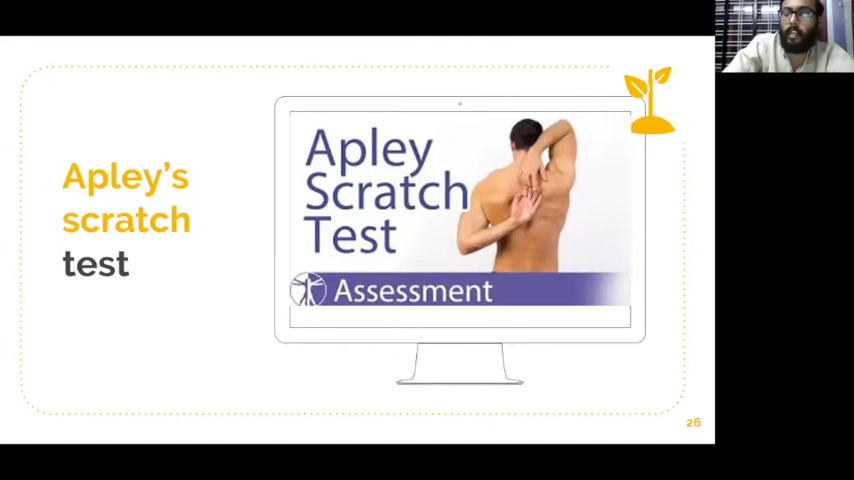 Apley's
scratch
test
Apley
Scratch
Test
Assessment
26